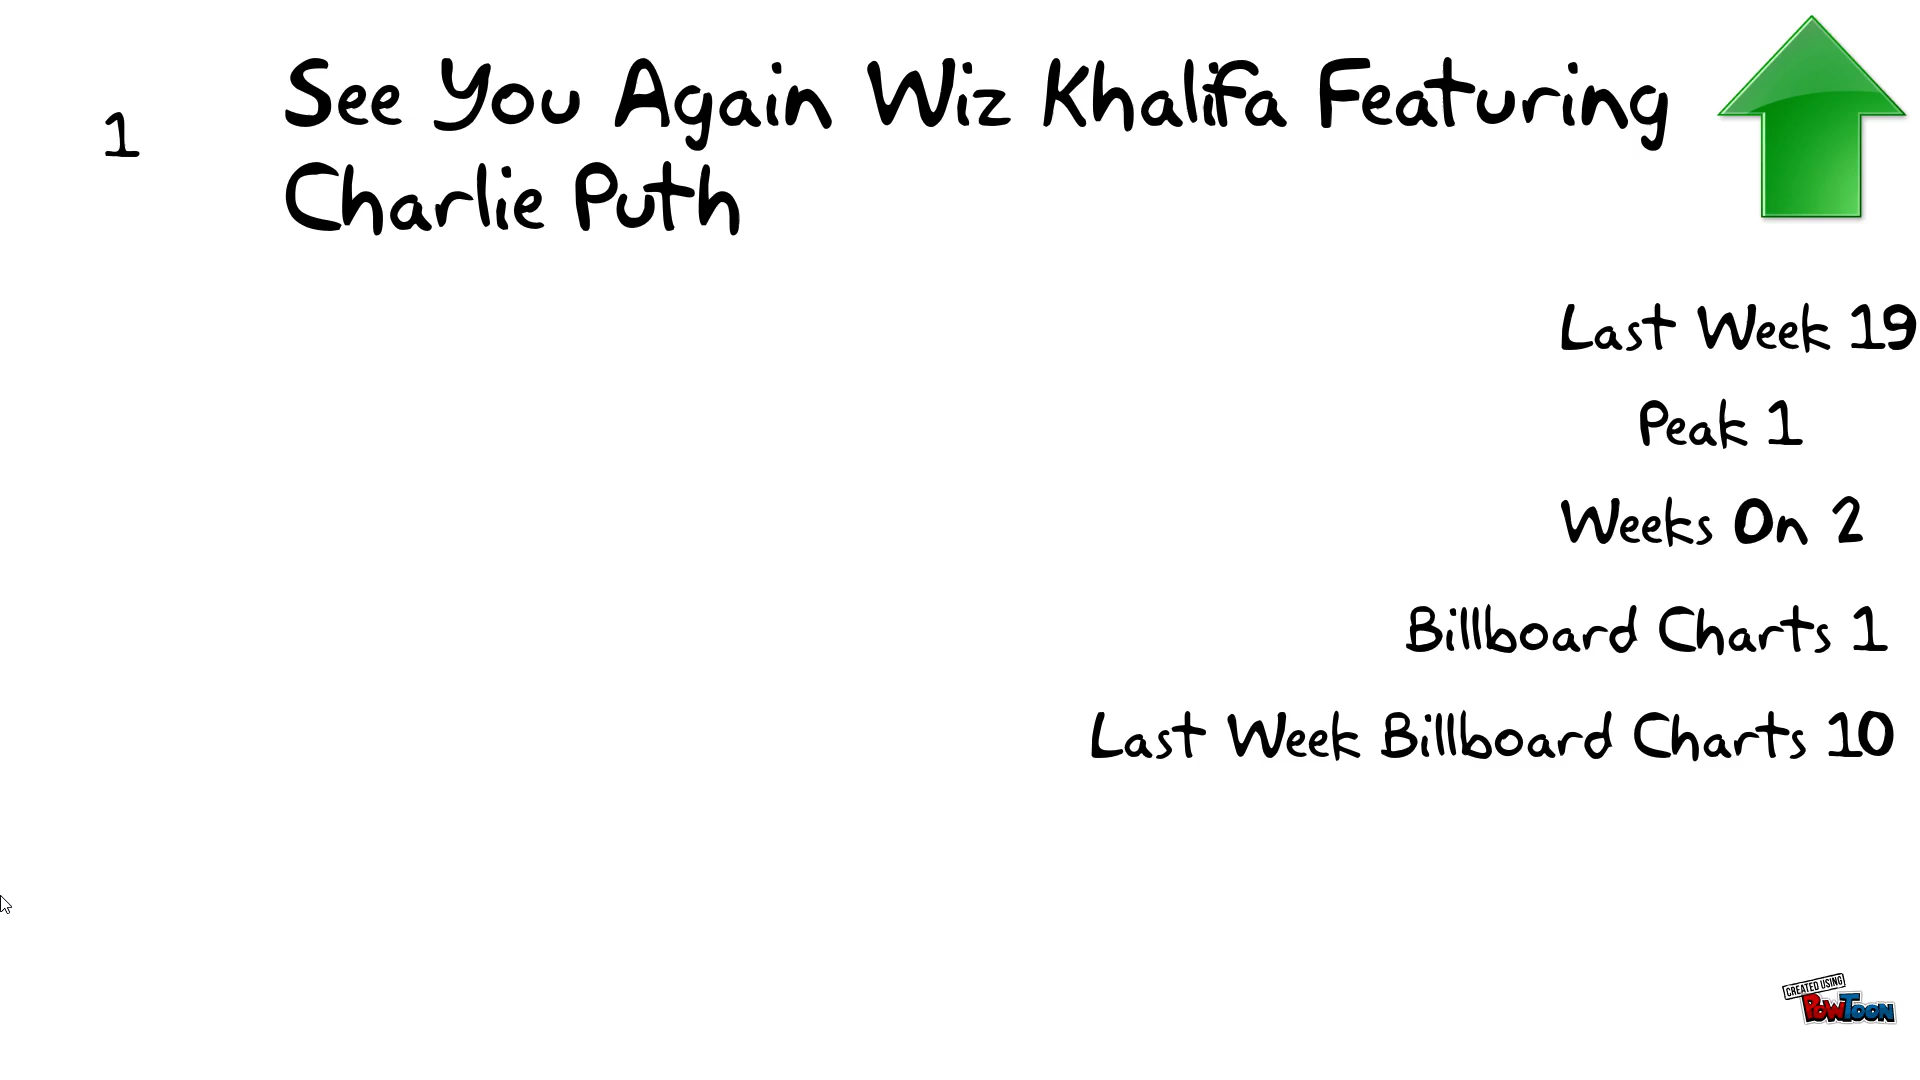 1
See You Again Wiz Khalifa Featuring
Charlie Puth
Last Week 19
Peak 1
Weeks On 2
Billboard Charts 1
Last Week Billboard Charts 10
CREATED USING
POWTOON